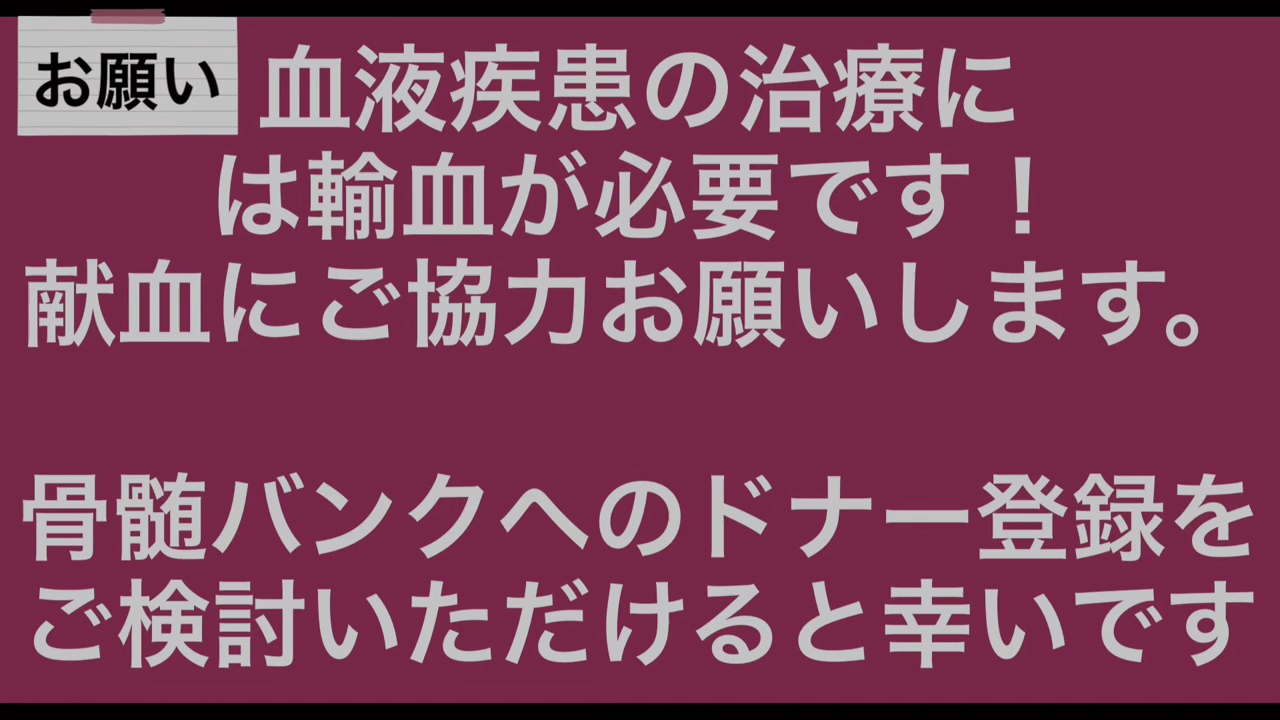 お願い
血液疾患の治療に
は輸血が必要です！
献血にご協力お願いします。
骨髄バンクへのドナー登録を
ご検討いただけると幸いです